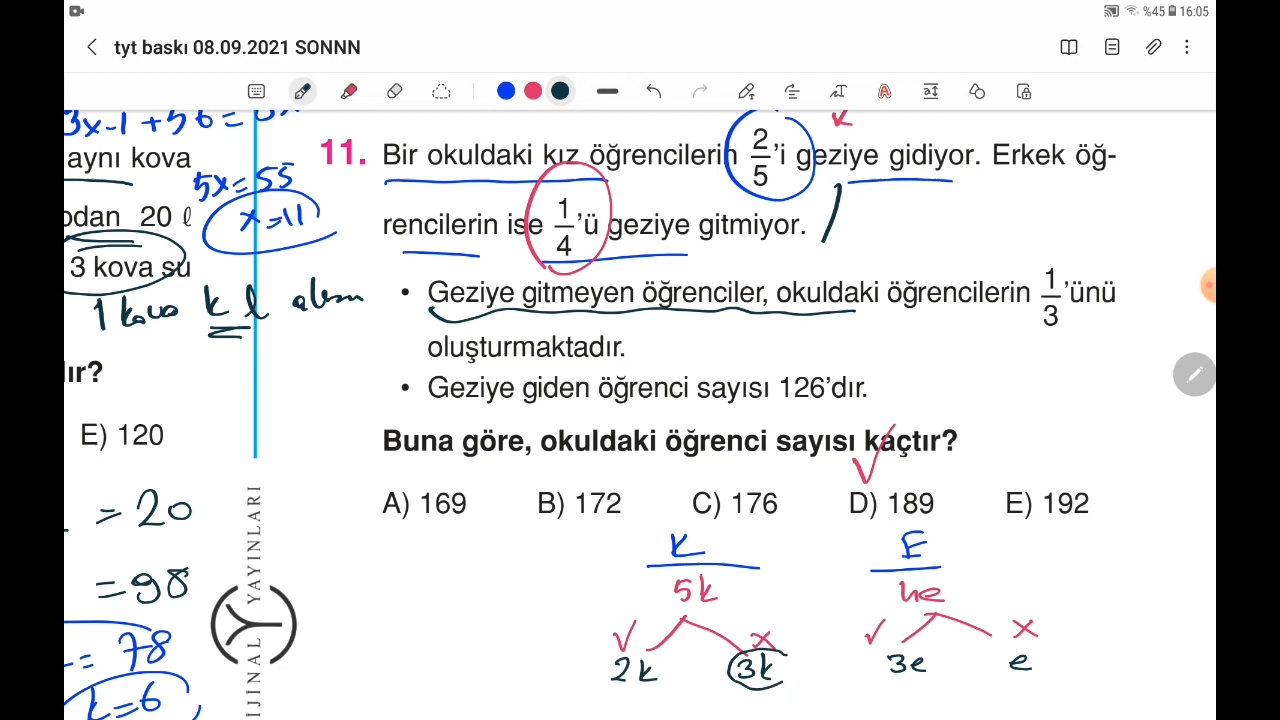 %45 16:05
tyt baskı 08.09.2021 SONNN
3x-1+56=
aynı kova
5x=55
odan 20 l
x=11
3 kova su
1 kova k l alsın
ır?
E) 120
= 20
= 98
= 78
k=6
IJINAL YAYINLARI
k
11. Bir okuldaki kız öğrencilerin 2/5'i geziye gidiyor. Erkek öğ-
rencilerin ise 1/4'ü geziye gitmiyor.
• Geziye gitmeyen öğrenciler, okuldaki öğrencilerin 1/3'ünü
oluşturmaktadır.
• Geziye giden öğrenci sayısı 126'dır.
Buna göre, okuldaki öğrenci sayısı kaçtır?
A) 169 B) 172 C) 176 D) 189 E) 192
K E
5k 4e
✓ x ✓ x
2k 3k 3e e